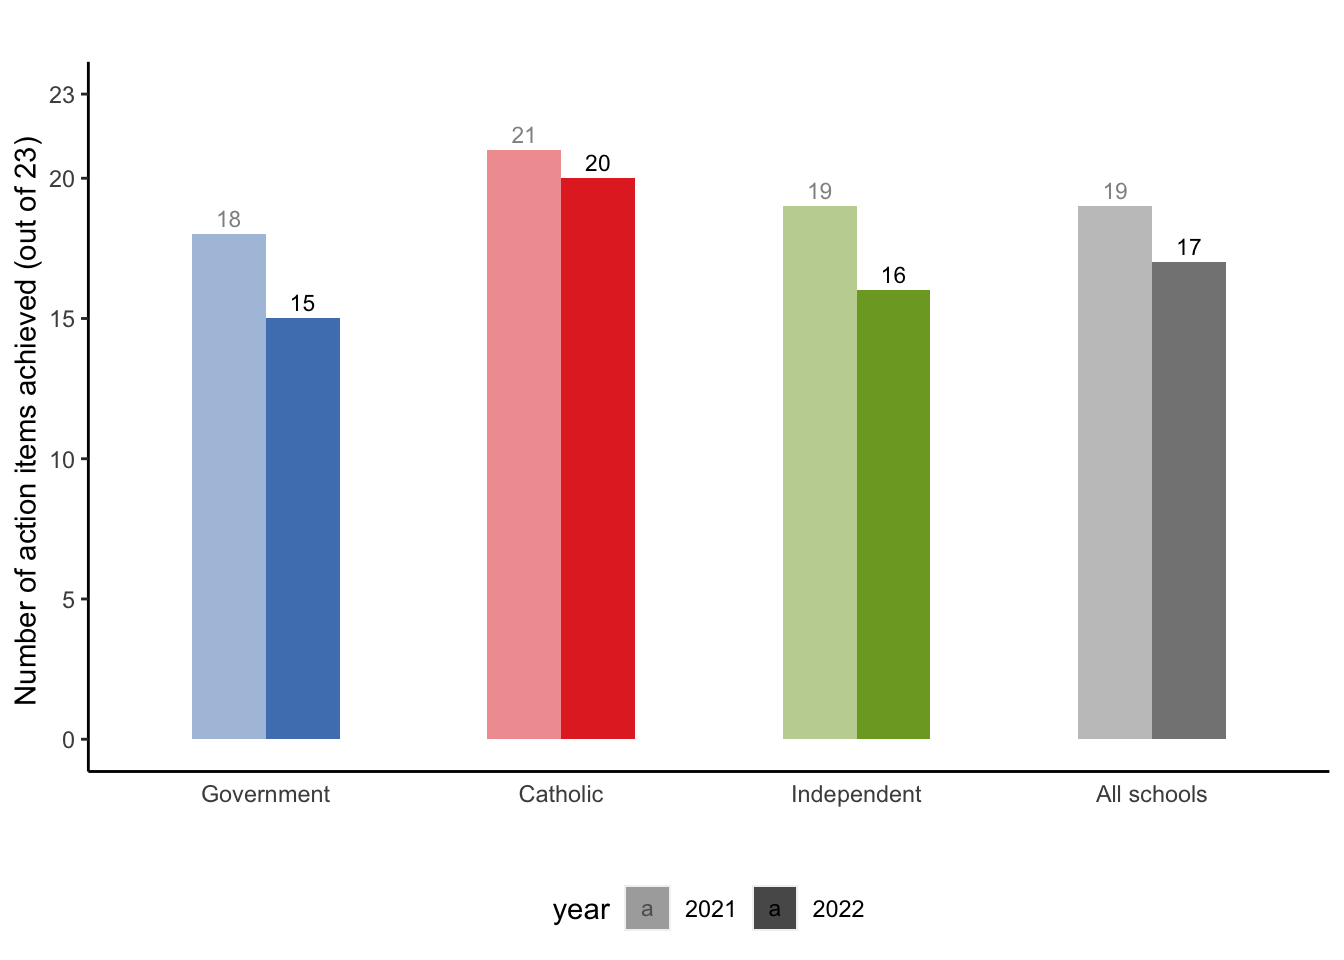 Number of action items achieved (out of 23)
23
20
15
10
5
0
18
15
21
20
19
16
19
17
Government
Catholic
Independent
All schools
year a 2021 a 2022